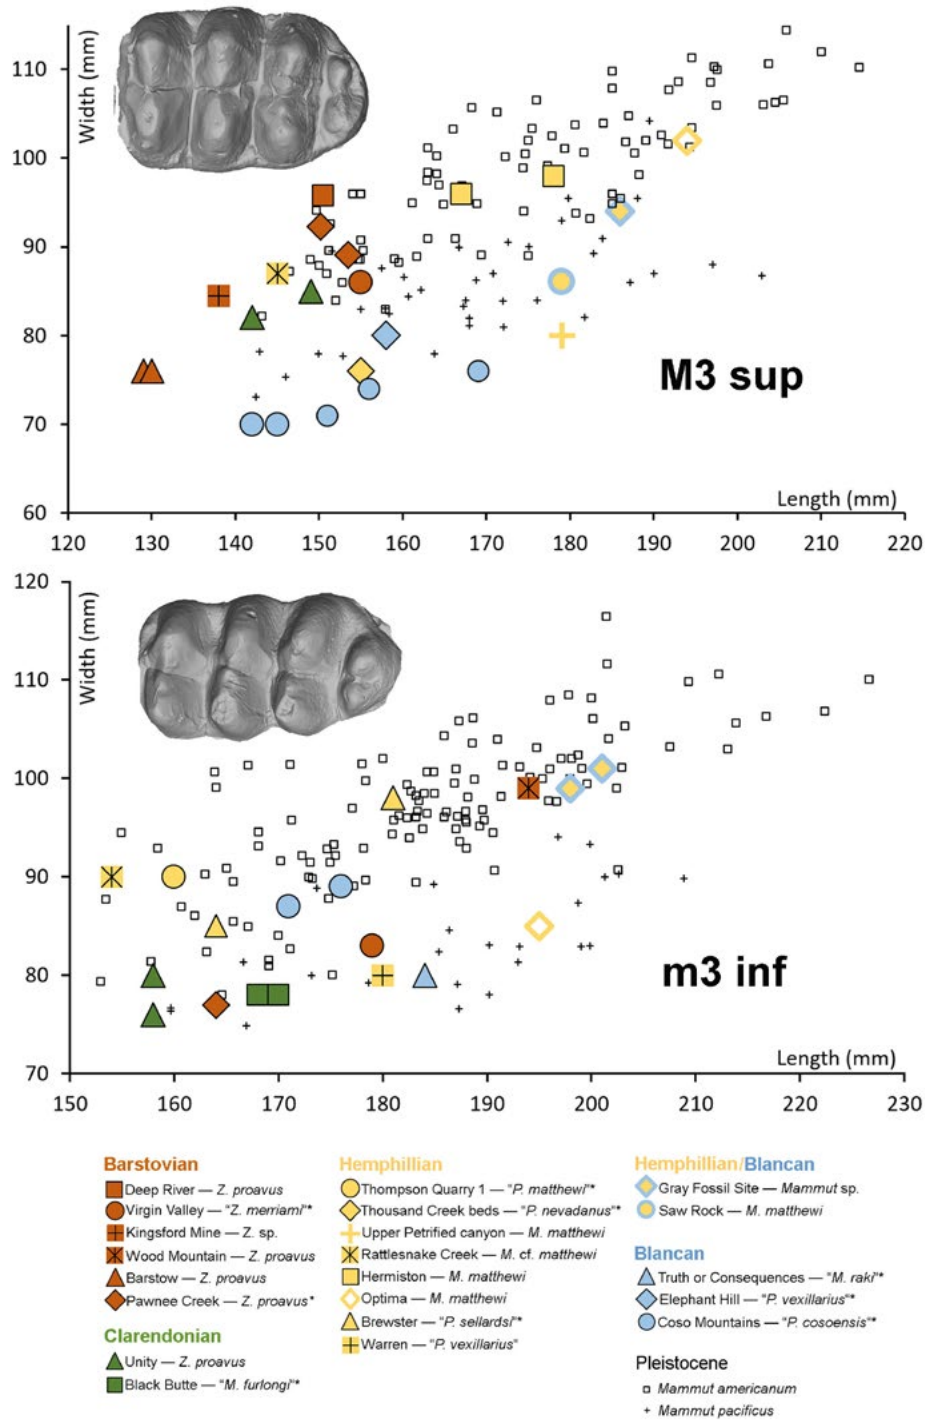 Width (mm)
110
100
90
80
70
60
M3 sup
Length (mm)
120 130 140 150 160 170 180 190 200 210 220
120
Width (mm)
110
100
90
80
70
m3 inf
Length (mm)
150 160 170 180 190 200 210 220 230
Barstovian
Deep River — Z. proavus
Virgin Valley — "Z. merriami"*
Kingsford Mine — Z. sp.
Wood Mountain — Z. proavus
Barstow — Z. proavus
Pawnee Creek — Z. proavus*
Clarendonian
Unity — Z. proavus
Black Butte — "M. furlongi"*
Hemphillian
Thompson Quarry 1 — "P. matthewi"*
Thousand Creek beds — "P. nevadanus"*
Upper Petrified canyon — M. matthewi
Rattlesnake Creek — M. cf. matthewi
Hermiston — M. matthewi
Optima — M. matthewi
Brewster — "P. sellardsi"*
Warren — "P. vexillarius"
Hemphillian/Blancan
Gray Fossil Site — Mammut sp.
Saw Rock — M. matthewi
Blancan
Truth or Consequences — "M. raki"*
Elephant Hill — "P. vexillarius"*
Coso Mountains — "P. cosoensis"*
Pleistocene
Mammut americanum
Mammut pacificus